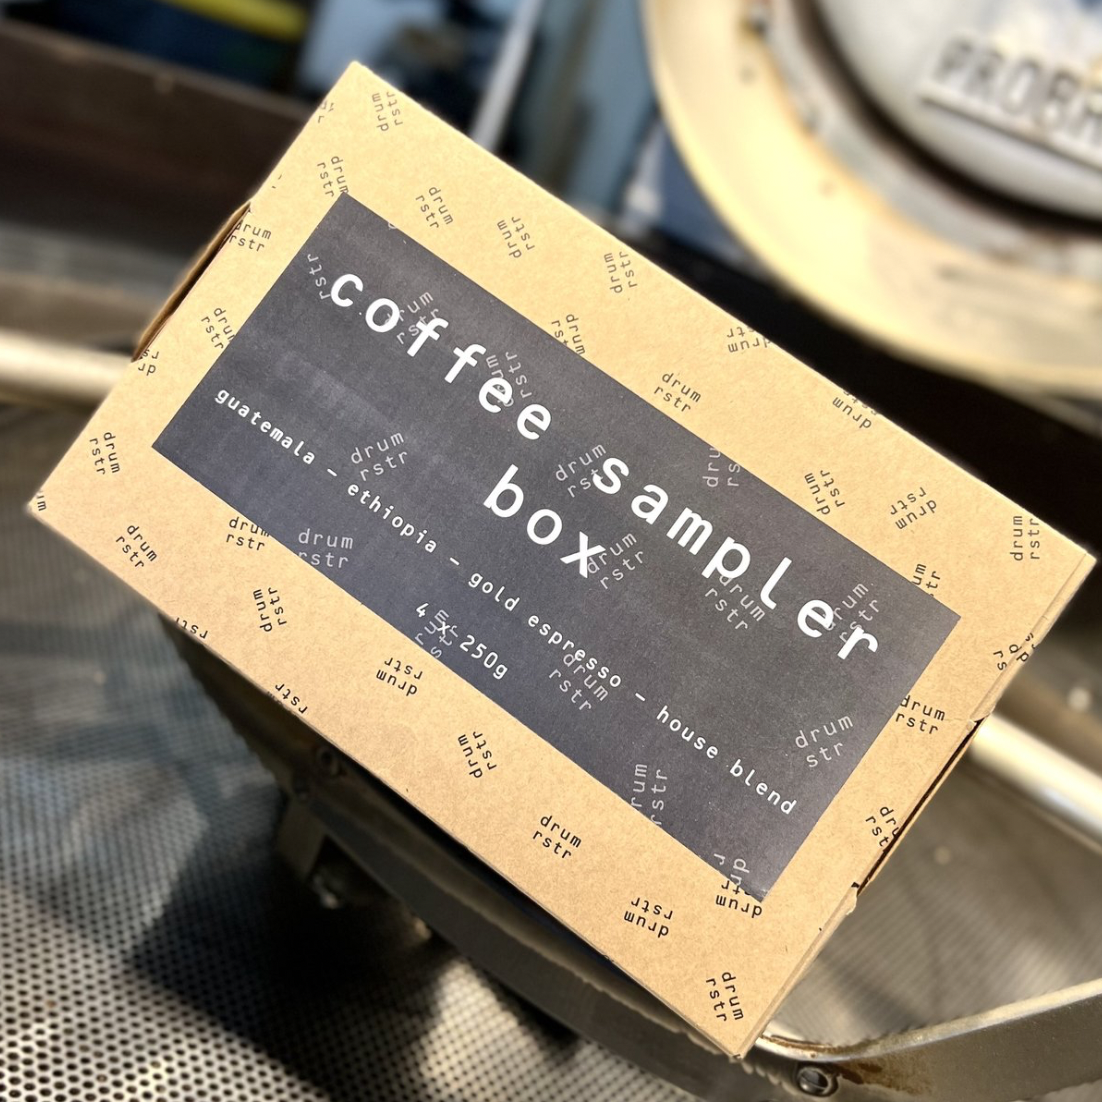 coffee sampler
box
guatemala – ethiopia – gold espresso – house blend
4 x 250g
drum
rstr